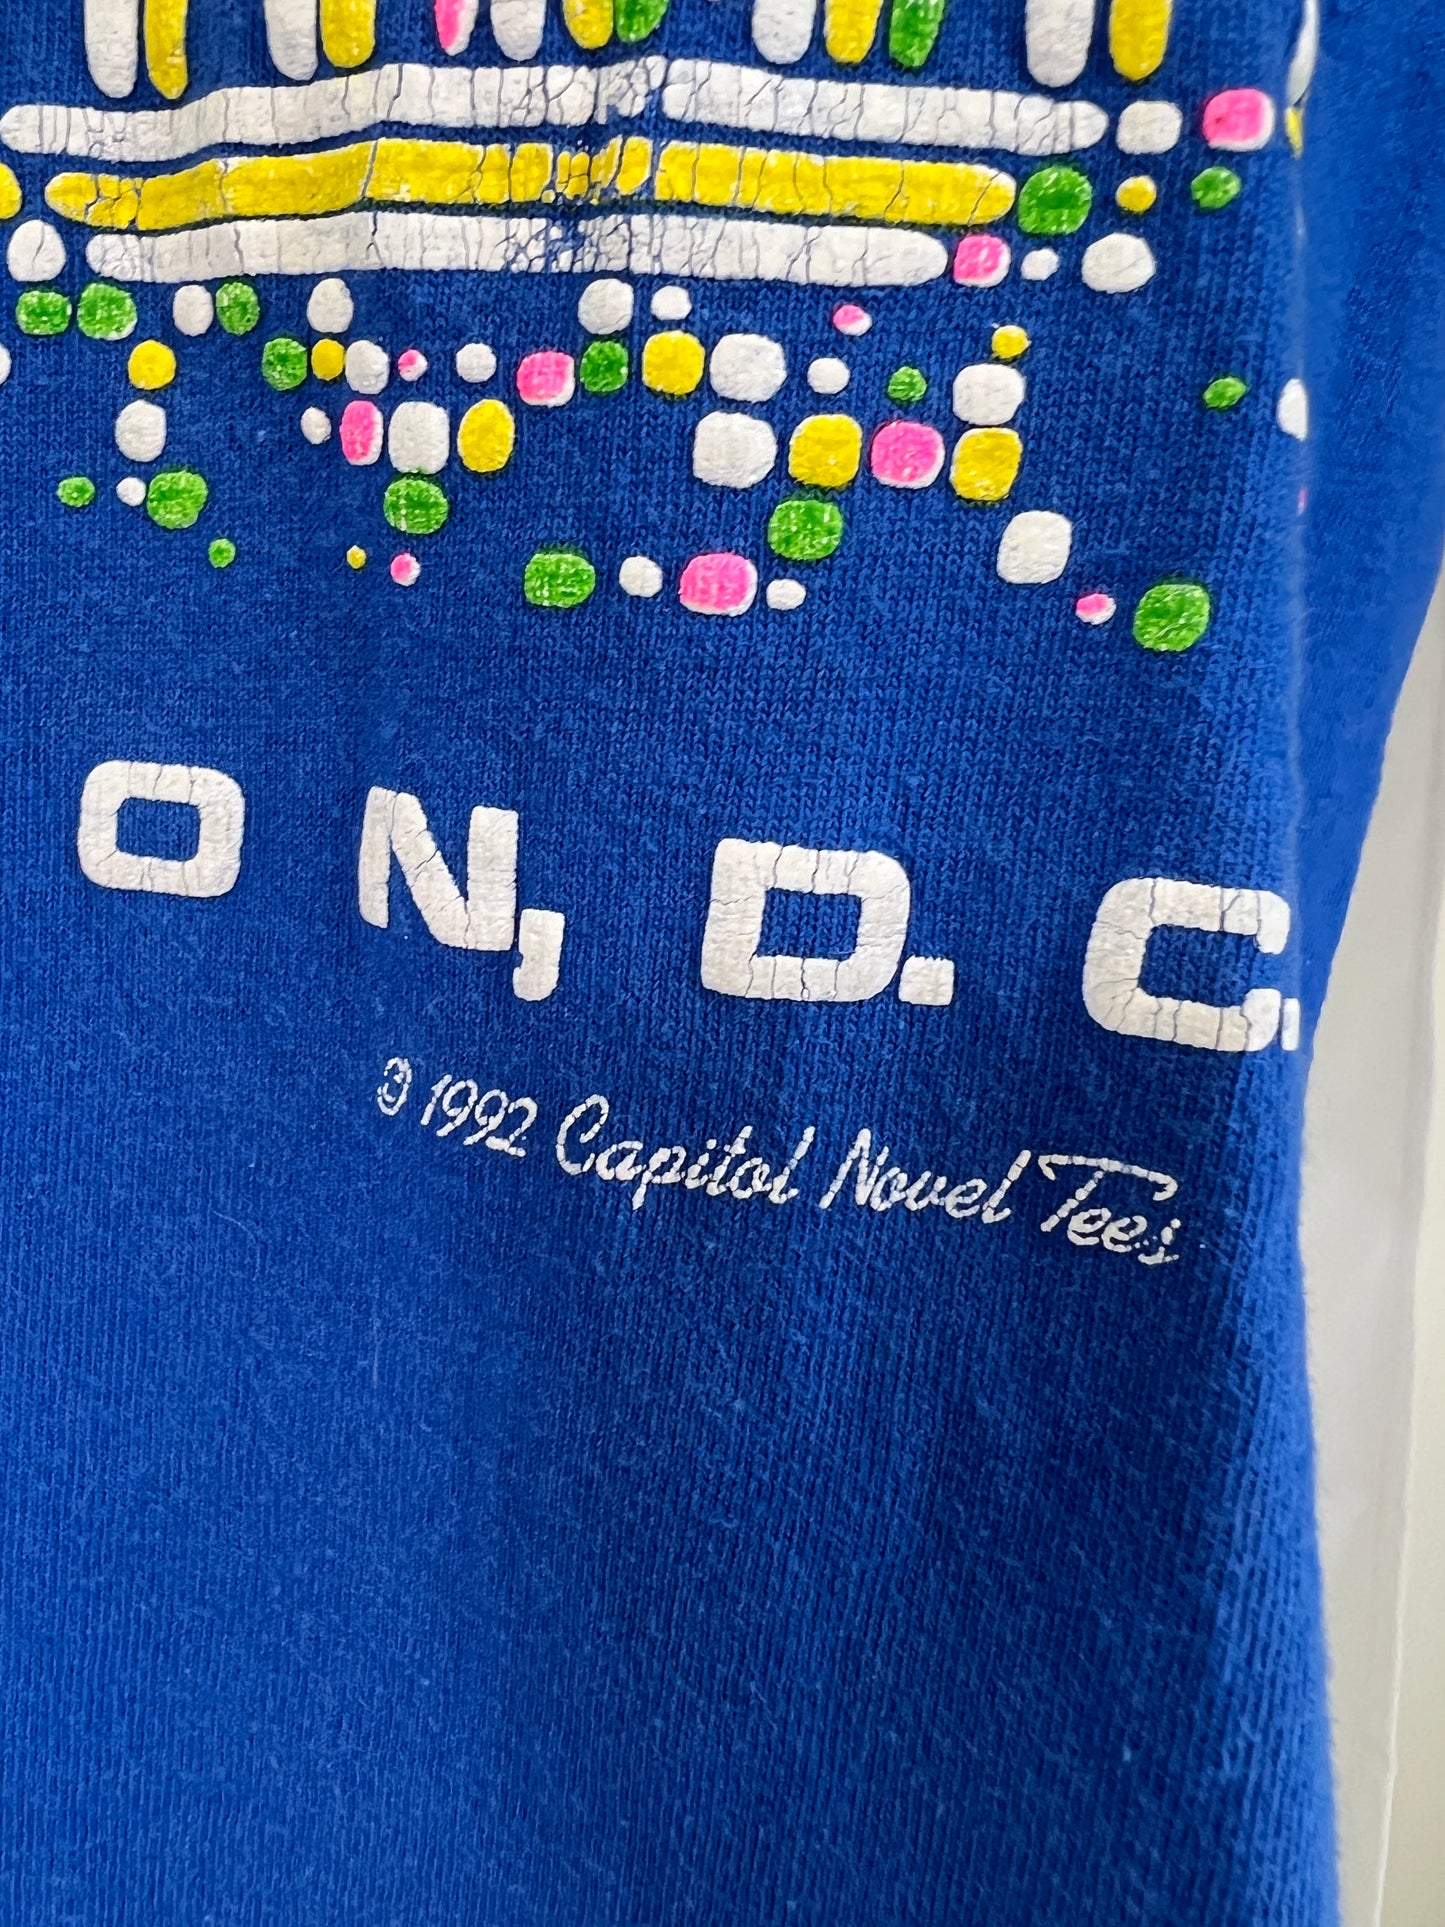 ON, D.C.
© 1992 Capitol Novel Tees